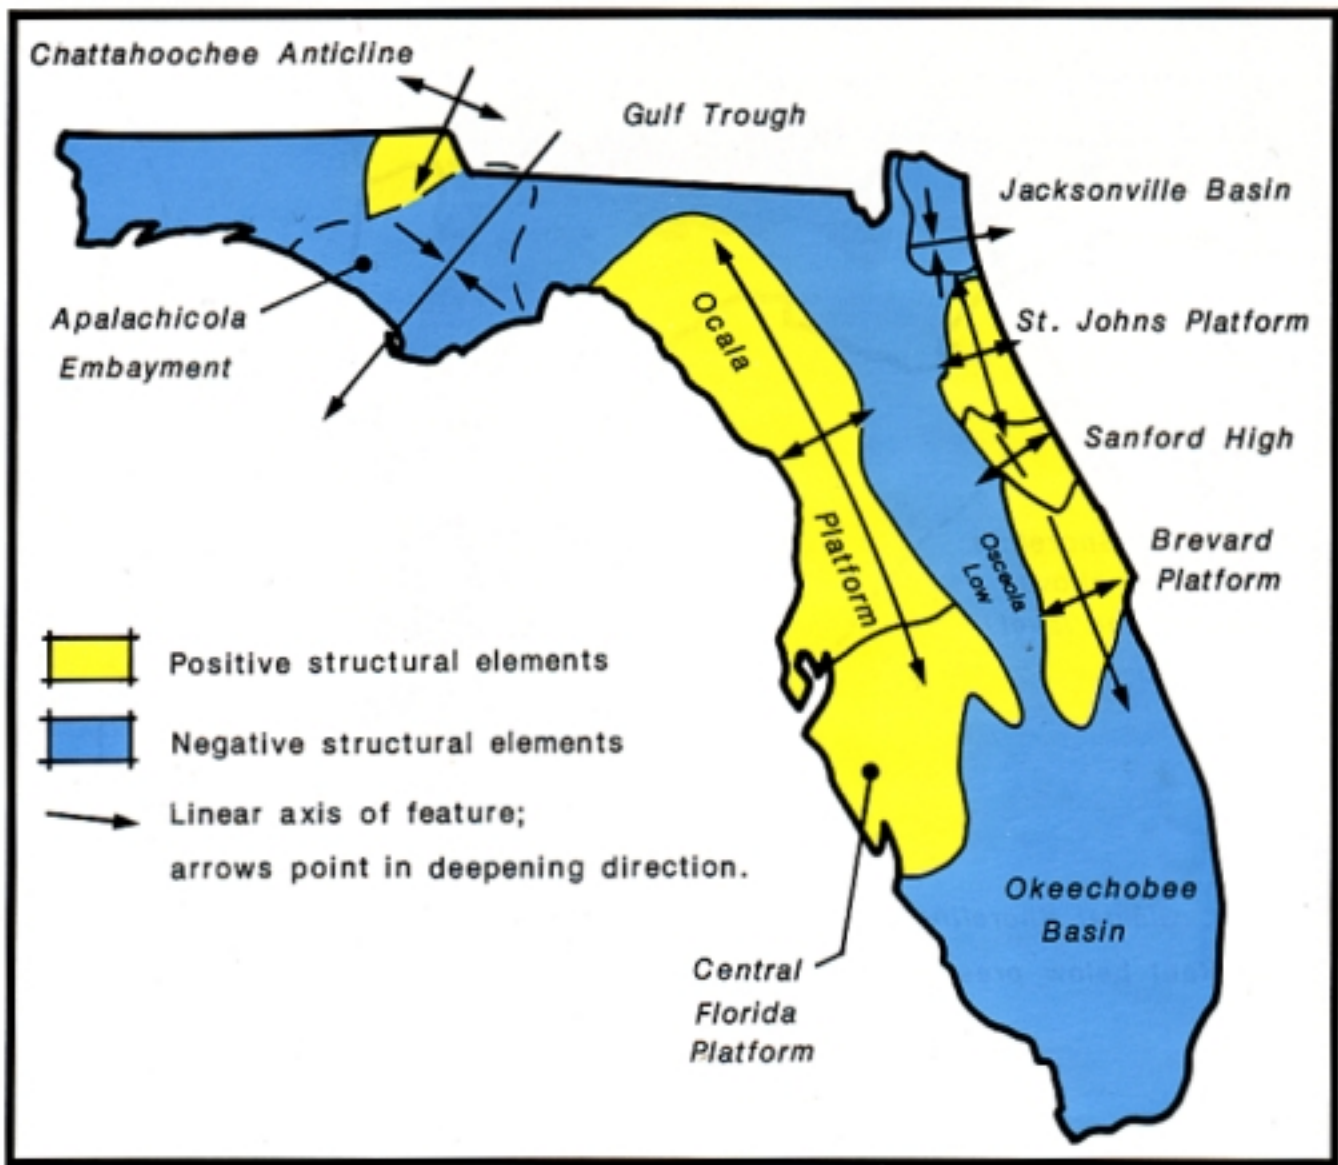 Chattahoochee Anticline
Gulf Trough
Jacksonville Basin
Apalachicola
Embayment
St. Johns Platform
Ocala
Platform
Sanford High
Osceola
Low
Brevard
Platform
Positive structural elements
Negative structural elements
Linear axis of feature;
arrows point in deepening direction.
Okeechobee
Basin
Central
Florida
Platform